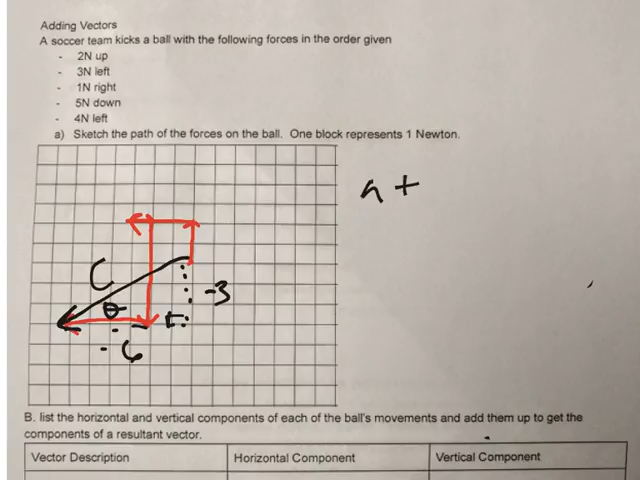 Adding Vectors
A soccer team kicks a ball with the following forces in the order given
- 2N up
- 3N left
- 1N right
- 5N down
- 4N left
a) Sketch the path of the forces on the ball. One block represents 1 Newton.
C
θ
-3
-6
B. list the horizontal and vertical components of each of the ball's movements and add them up to get the
components of a resultant vector.
Vector Description Horizontal Component Vertical Component